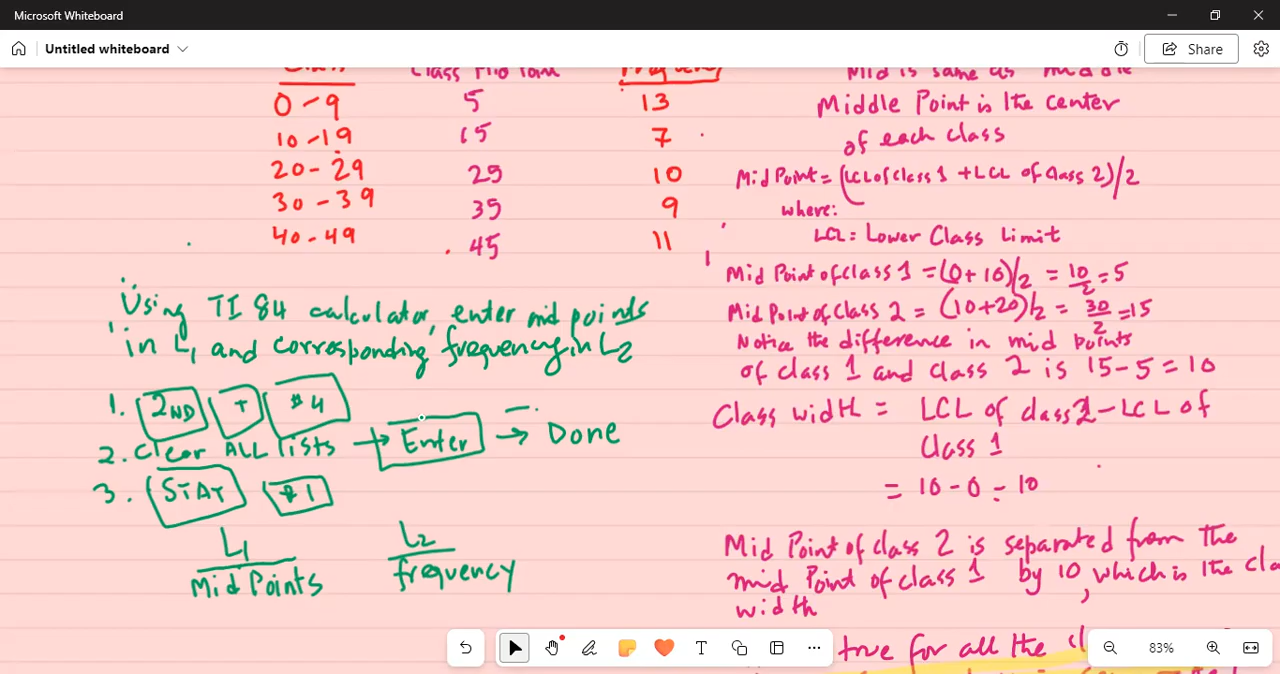 Microsoft Whiteboard
Untitled whiteboard
Share
Class Class Mid Point Frequency
0 - 9 5 13
10 - 19 15 7
20 - 29 25 10
30 - 39 35 9
40 - 49 45 11
Using TI 84 calculator, enter mid points
in L1 and corresponding frequency in L2
1. 2ND + #4
2. Clear ALL lists → Enter → Done
3. STAT #1
L1 L2
Mid Points frequency
Mid is same as middle
Middle Point is the center
of each class
Mid Point = (LCL of class 1 + LCL of Class 2)/2
where:
LCL = Lower Class Limit
Mid Point of class 1 = (0+10)/2 = 10/2 = 5
Mid Point of Class 2 = (10+20)/2 = 30/2 = 15
Notice the difference in mid points
of class 1 and class 2 is 15 - 5 = 10
Class width = LCL of class 2 - LCL of
Class 1
= 10 - 0 = 10
Mid Point of class 2 is separated from the
mid Point of class 1 by 10, which is the cla
width
true for all the cl
83%